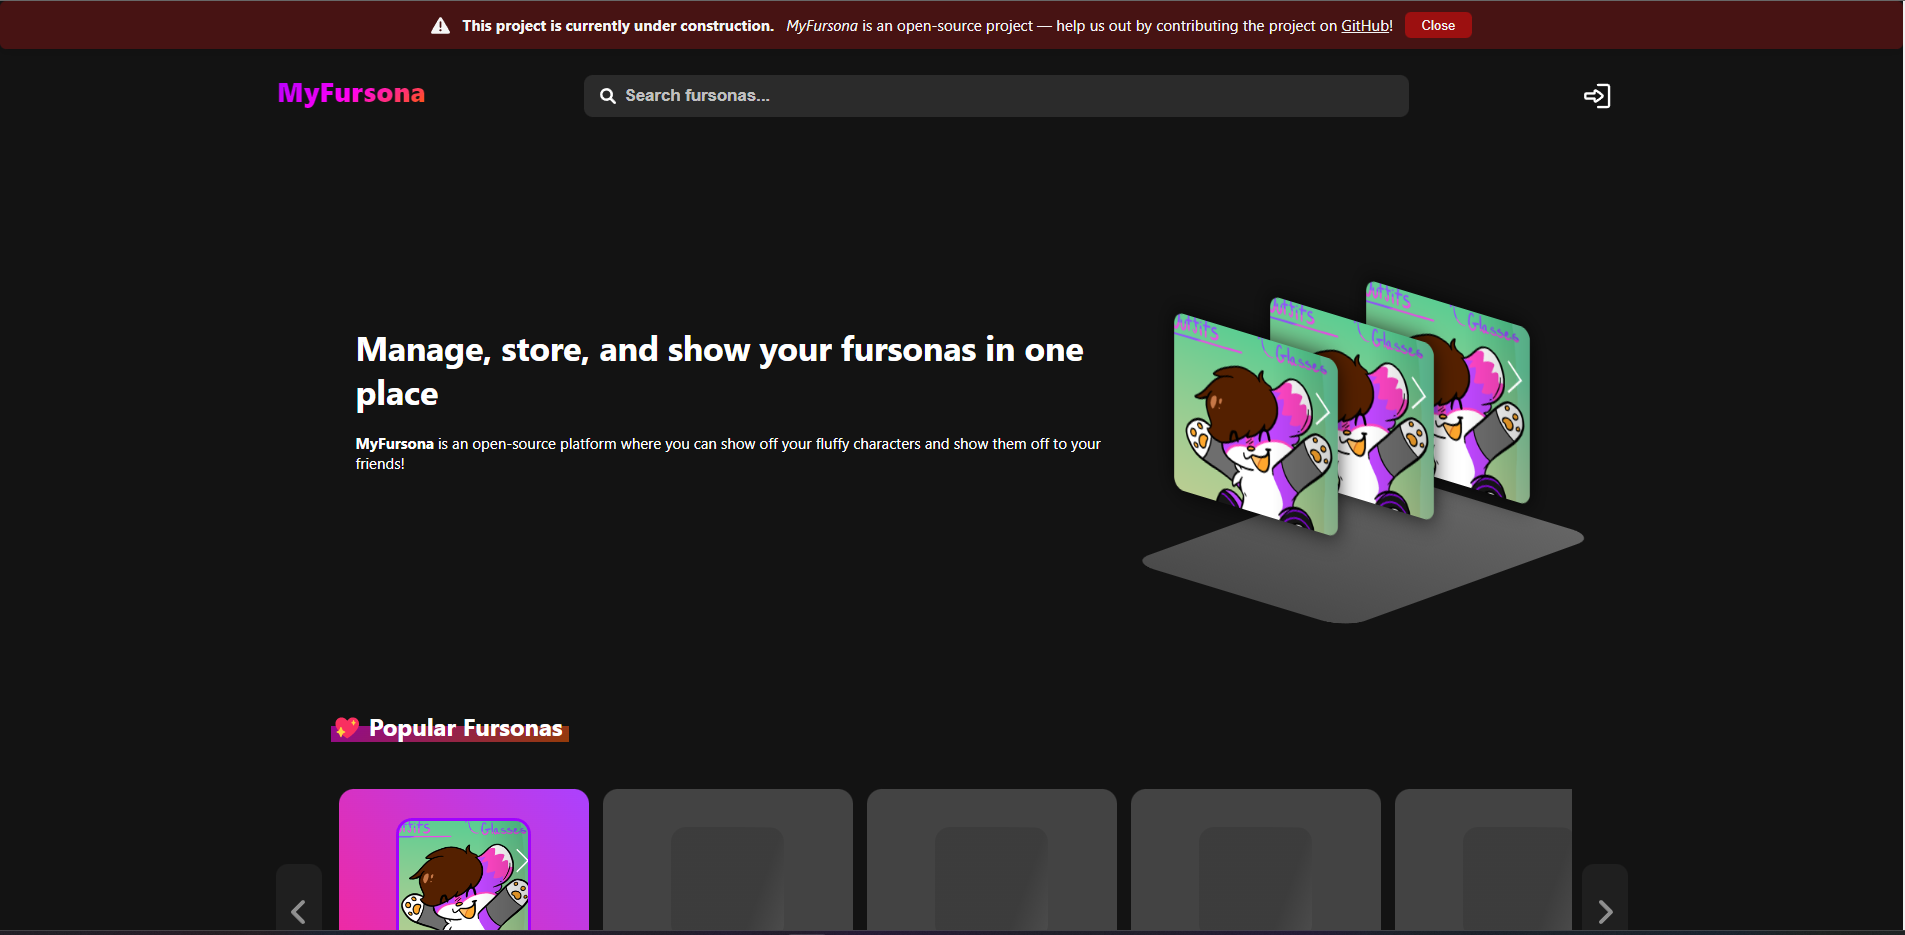 This project is currently under construction. MyFursona is an open-source project — help us out by contributing the project on GitHub! Close
MyFursona
Search fursonas...
Manage, store, and show your fursonas in one
place
MyFursona is an open-source platform where you can show off your fluffy characters and show them off to your
friends!
Glasses
Glasses
Glasses
💖 Popular Fursonas
Glasses